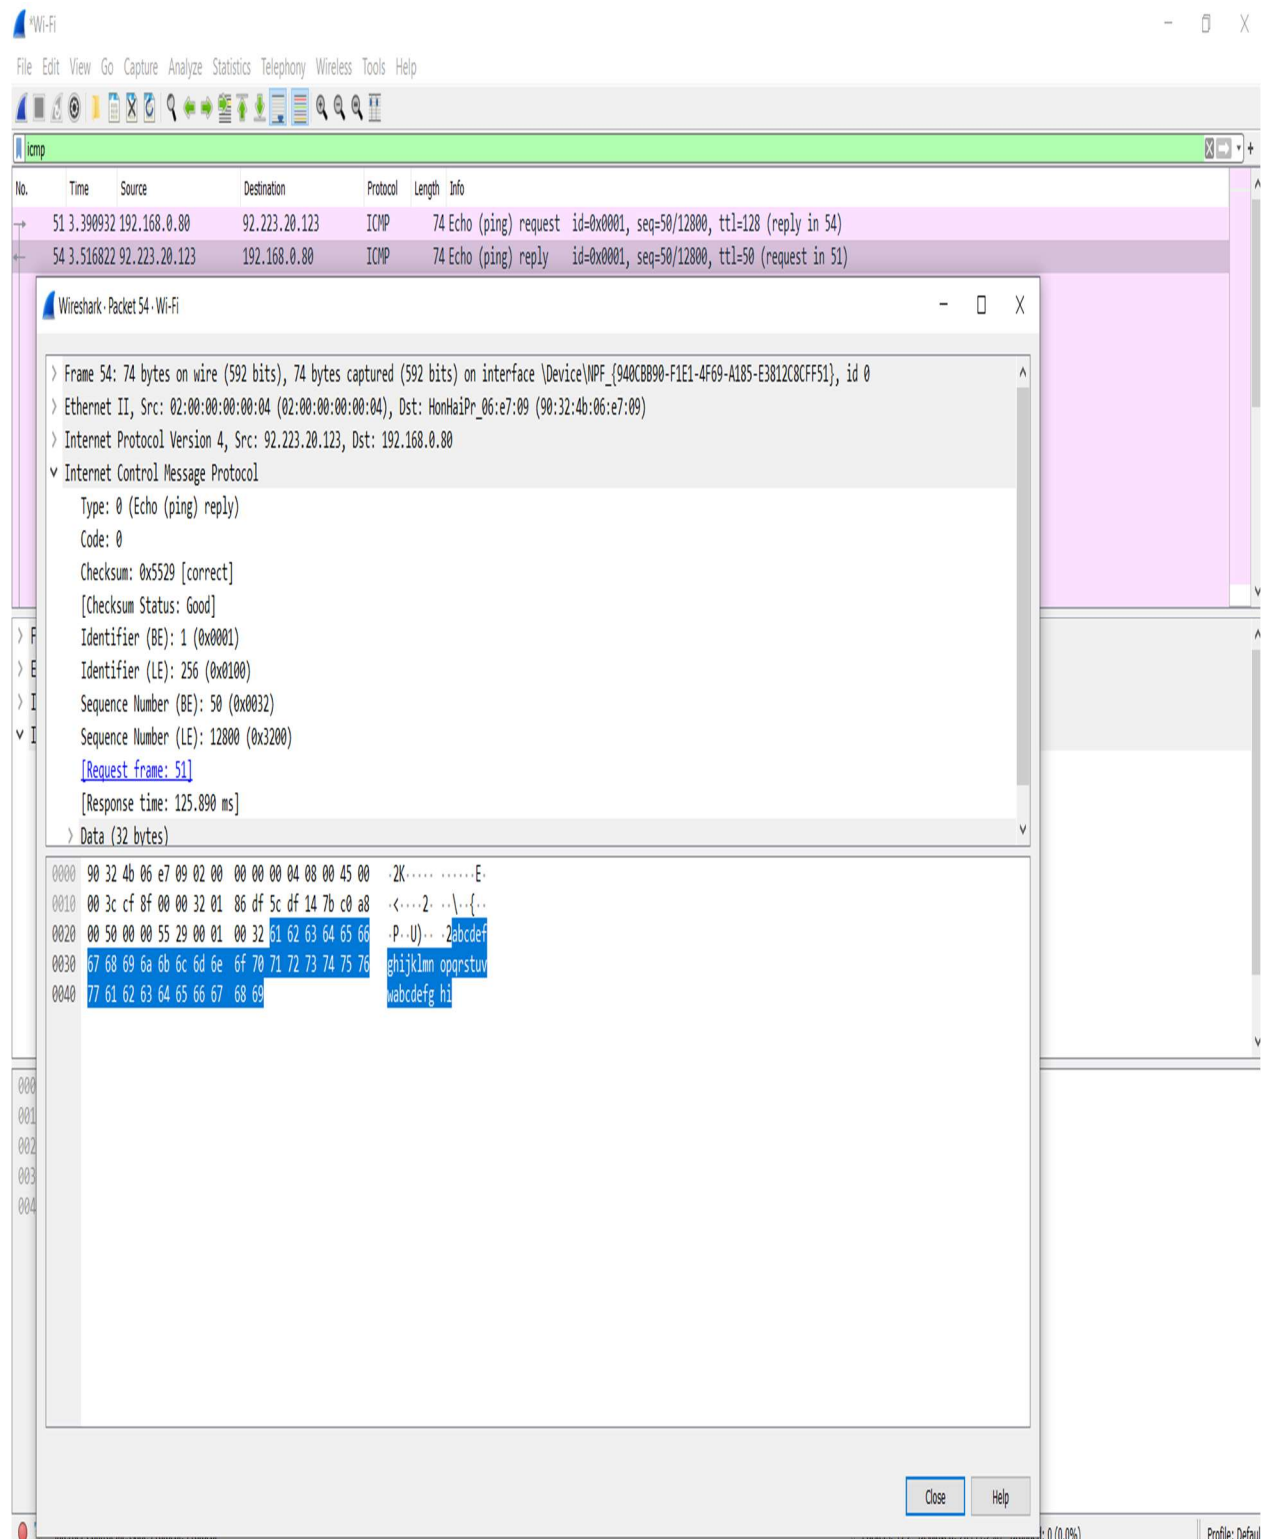 *Wi-Fi
File Edit View Go Capture Analyze Statistics Telephony Wireless Tools Help
icmp
No. Time Source Destination Protocol Length Info
51 3.390932 192.168.0.80 92.223.20.123 ICMP 74 Echo (ping) request id=0x0001, seq=50/12800, ttl=128 (reply in 54)
54 3.516822 92.223.20.123 192.168.0.80 ICMP 74 Echo (ping) reply id=0x0001, seq=50/12800, ttl=50 (request in 51)
Wireshark · Packet 54 · Wi-Fi
Frame 54: 74 bytes on wire (592 bits), 74 bytes captured (592 bits) on interface \Device\NPF_{940CBB90-F1E1-4F69-A185-E3812C8CFF51}, id 0
Ethernet II, Src: 02:00:00:00:00:04 (02:00:00:00:00:04), Dst: HonHaiPr_06:e7:09 (90:32:4b:06:e7:09)
Internet Protocol Version 4, Src: 92.223.20.123, Dst: 192.168.0.80
Internet Control Message Protocol
Type: 0 (Echo (ping) reply)
Code: 0
Checksum: 0x5529 [correct]
[Checksum Status: Good]
Identifier (BE): 1 (0x0001)
Identifier (LE): 256 (0x0100)
Sequence Number (BE): 50 (0x0032)
Sequence Number (LE): 12800 (0x3200)
[Request frame: 51]
[Response time: 125.890 ms]
Data (32 bytes)
0000 90 32 4b 06 e7 09 02 00 00 00 00 04 08 00 45 00 ·2K····· ······E·
0010 00 3c cf 8f 00 00 32 01 86 df 5c df 14 7b c0 a8 ·<····2· ··\··{··
0020 00 50 00 00 55 29 00 01 00 32 61 62 63 64 65 66 ·P··U)·· ·2abcdef
0030 67 68 69 6a 6b 6c 6d 6e 6f 70 71 72 73 74 75 76 ghijklmn opqrstuv
0040 77 61 62 63 64 65 66 67 68 69 wabcdefg hi
000
001
002
003
004
Close Help
: 0 (0.0%) Profile: Defaul